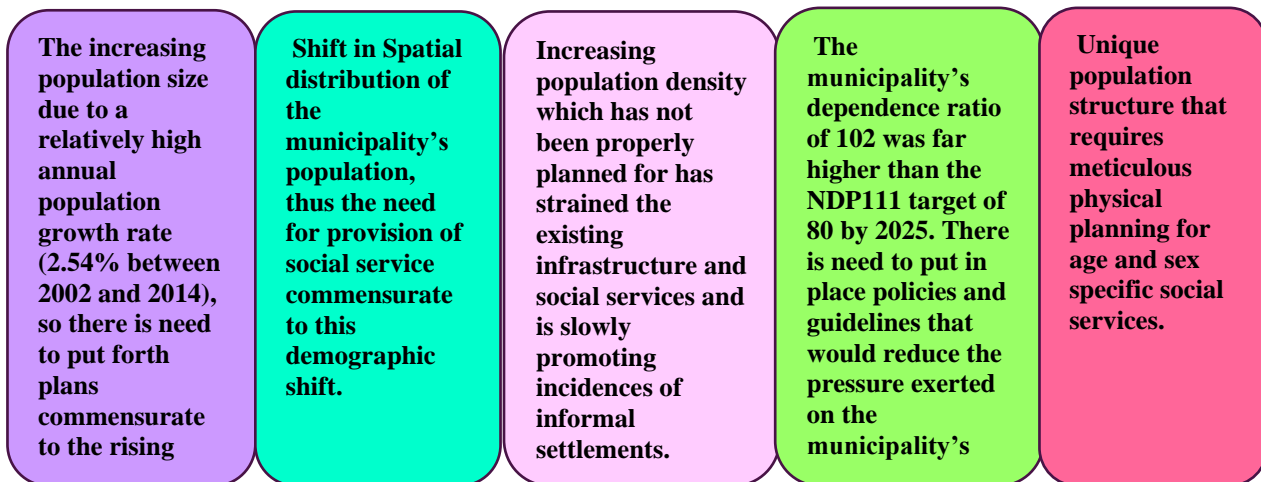 The increasing
population size
due to a
relatively high
annual
population
growth rate
(2.54% between
2002 and 2014),
so there is need
to put forth
plans
commensurate
to the rising
Shift in Spatial
distribution of
the
municipality’s
population,
thus the need
for provision of
social service
commensurate
to this
demographic
shift.
Increasing
population density
which has not
been properly
planned for has
strained the
existing
infrastructure and
social services and
is slowly
promoting
incidences of
informal
settlements.
The
municipality’s
dependence ratio
of 102 was far
higher than the
NDP111 target of
80 by 2025. There
is need to put in
place policies and
guidelines that
would reduce the
pressure exerted
on the
municipality’s
Unique
population
structure that
requires
meticulous
physical
planning for
age and sex
specific social
services.